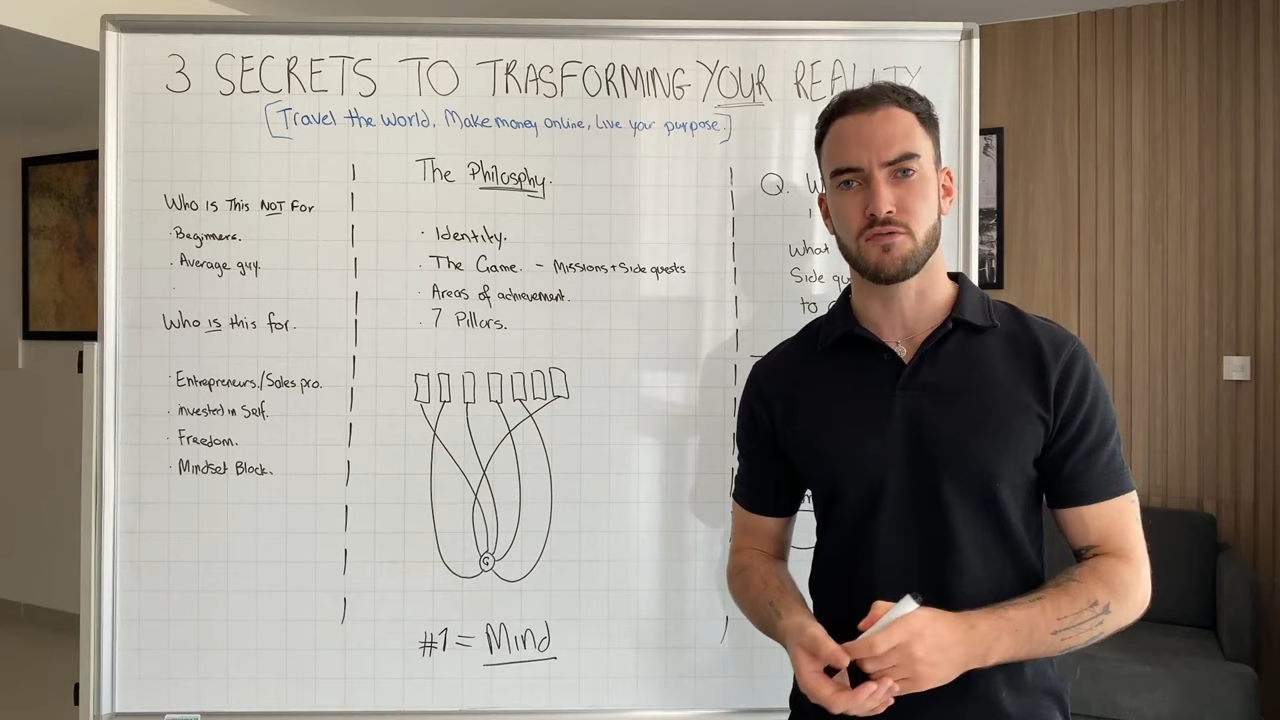 3 SECRETS TO TRASFORMING YOUR REALITY
[Travel the world, Make money online, Live your purpose.]
Who is This NOT For
· Beginners.
· Average guy.
·
Who is this for.
· Entrepreneurs./Sales pro.
· invested in Self.
· Freedom.
· Mindset Block.
The Philosphy.
· Identity.
· The Game. - Missions + Side quests
· Areas of achievement.
· 7 Pillars.
G
#1 = Mind
Q.
What
Side
to